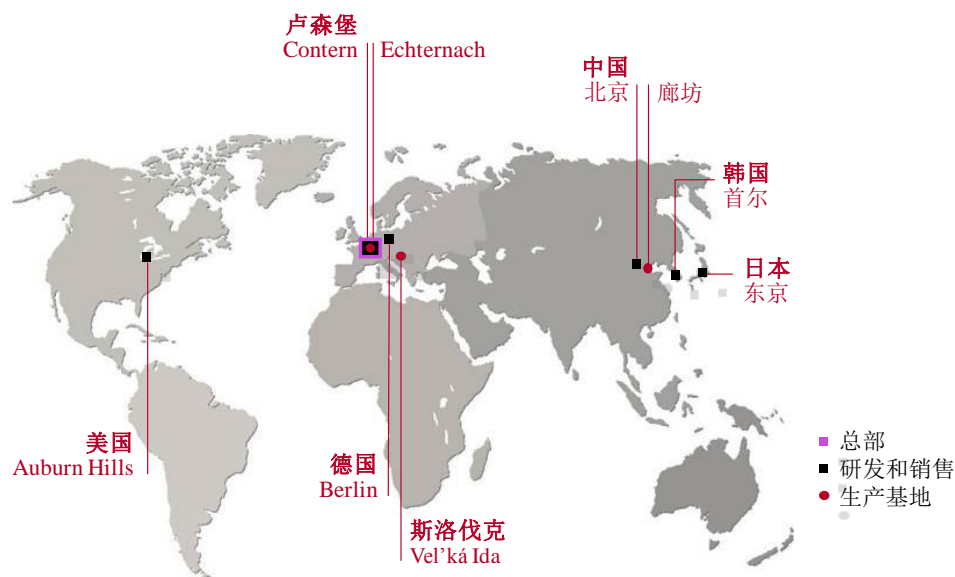 卢森堡
Contern Echternach
中国
北京 廊坊
韩国
首尔
日本
东京
美国
Auburn Hills
德国
Berlin
斯洛伐克
Vel’ká Ida
总部
研发和销售
生产基地